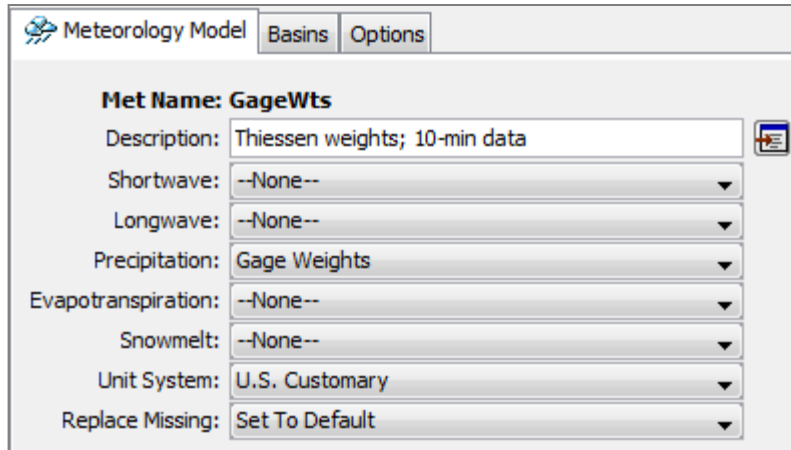 Meteorology Model Basins Options
Met Name: GageWts
Description: Thiessen weights; 10-min data
Shortwave: --None--
Longwave: --None--
Precipitation: Gage Weights
Evapotranspiration: --None--
Snowmelt: --None--
Unit System: U.S. Customary
Replace Missing: Set To Default